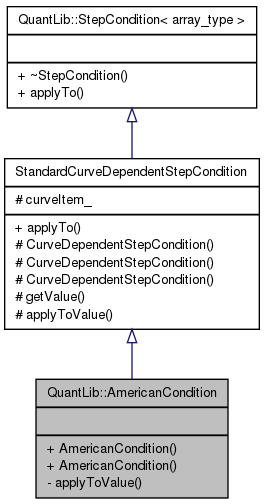 QuantLib::StepCondition< array_type >
+ ~StepCondition()
+ applyTo()
StandardCurveDependentStepCondition
# curveItem_
+ applyTo()
# CurveDependentStepCondition()
# CurveDependentStepCondition()
# CurveDependentStepCondition()
# getValue()
# applyToValue()
QuantLib::AmericanCondition
+ AmericanCondition()
+ AmericanCondition()
- applyToValue()